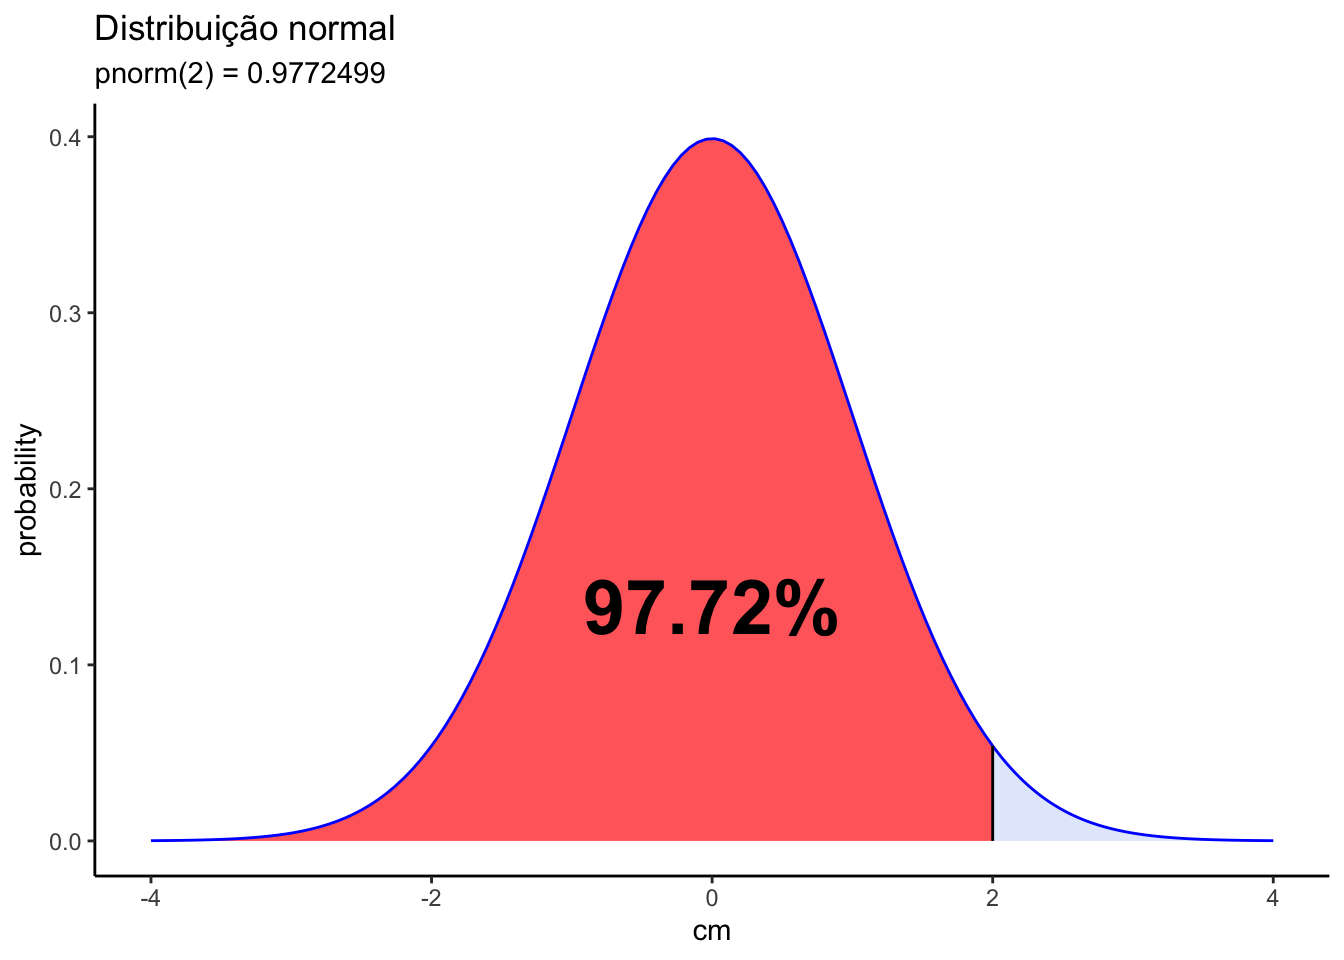 Distribuição normal
pnorm(2) = 0.9772499
0.4
0.3
0.2
0.1
0.0
probability
97.72%
-4 -2 0 2 4
cm